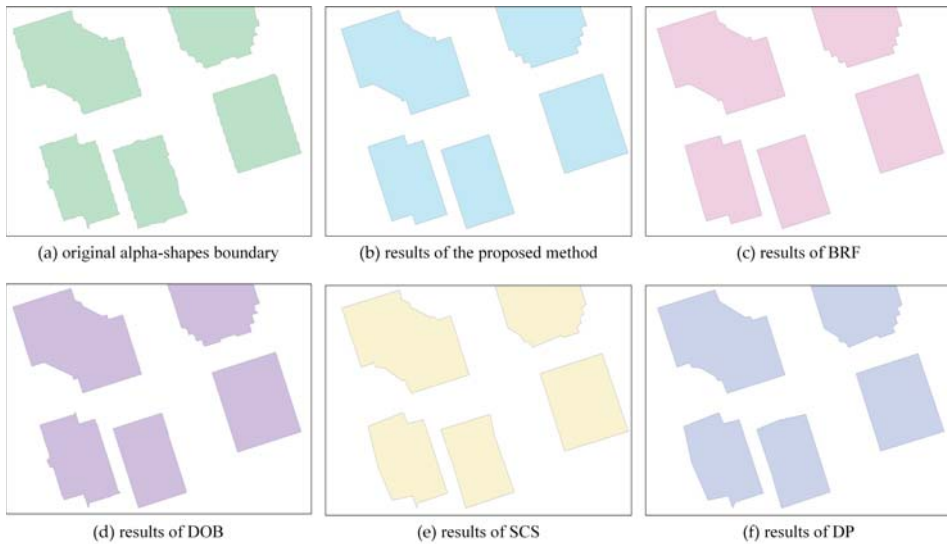 (a) original alpha-shapes boundary
(b) results of the proposed method
(c) results of BRF
(d) results of DOB
(e) results of SCS
(f) results of DP